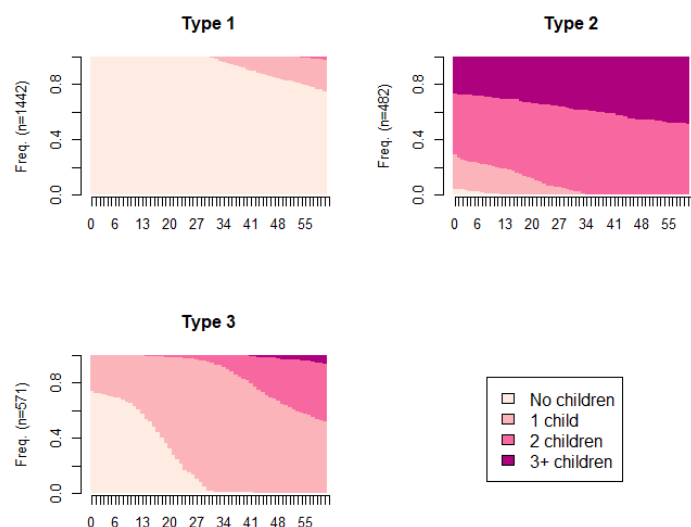 Type 1
Freq. (n=1442)
0.0 0.4 0.8
0 6 13 20 27 34 41 48 55
Type 2
Freq. (n=482)
0.0 0.4 0.8
0 6 13 20 27 34 41 48 55
Type 3
Freq. (n=571)
0.0 0.4 0.8
0 6 13 20 27 34 41 48 55
No children
1 child
2 children
3+ children